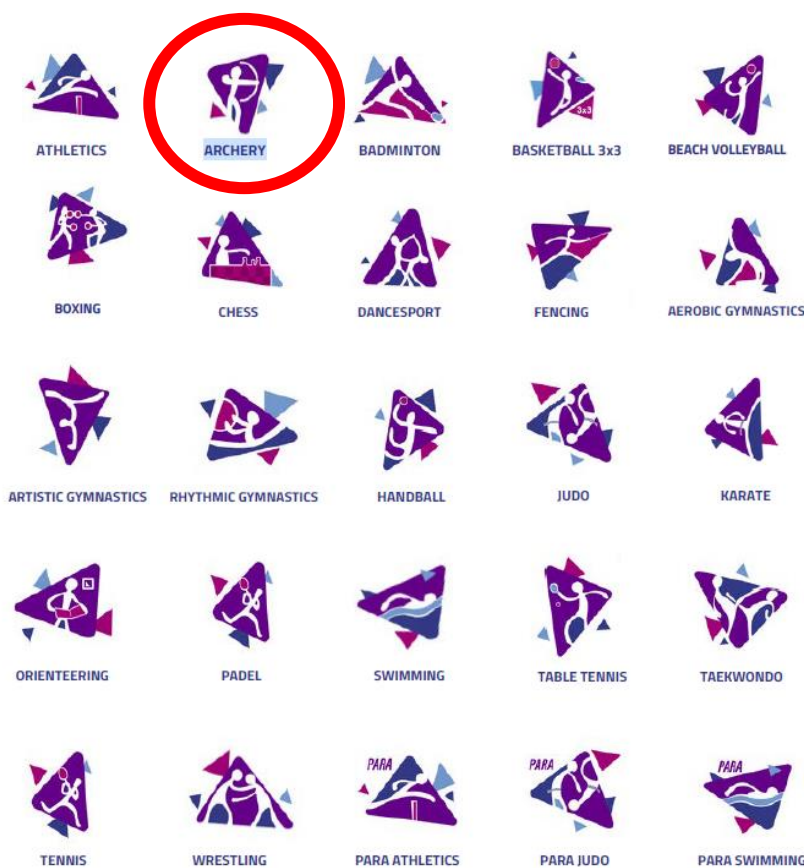 ATHLETICS
ARCHERY
BADMINTON
3x3
BASKETBALL 3x3
BEACH VOLLEYBALL
BOXING
CHESS
DANCESPORT
FENCING
AEROBIC GYMNASTICS
ARTISTIC GYMNASTICS
RHYTHMIC GYMNASTICS
HANDBALL
JUDO
KARATE
ORIENTEERING
PADEL
SWIMMING
TABLE TENNIS
TAEKWONDO
TENNIS
WRESTLING
PARA
PARA ATHLETICS
PARA
PARA JUDO
PARA
PARA SWIMMING